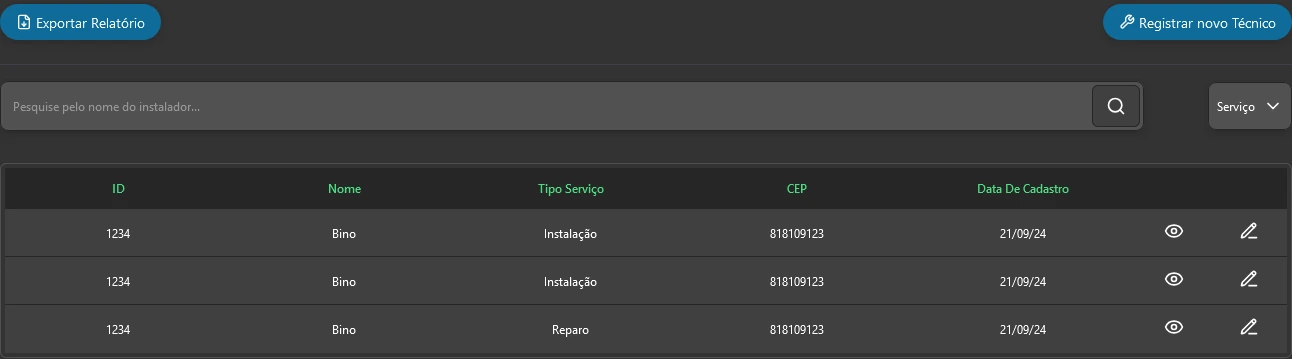 Exportar Relatório
Registrar novo Técnico
Pesquise pelo nome do instalador...
Serviço
ID Nome Tipo Serviço CEP Data De Cadastro
1234 Bino Instalação 818109123 21/09/24
1234 Bino Instalação 818109123 21/09/24
1234 Bino Reparo 818109123 21/09/24